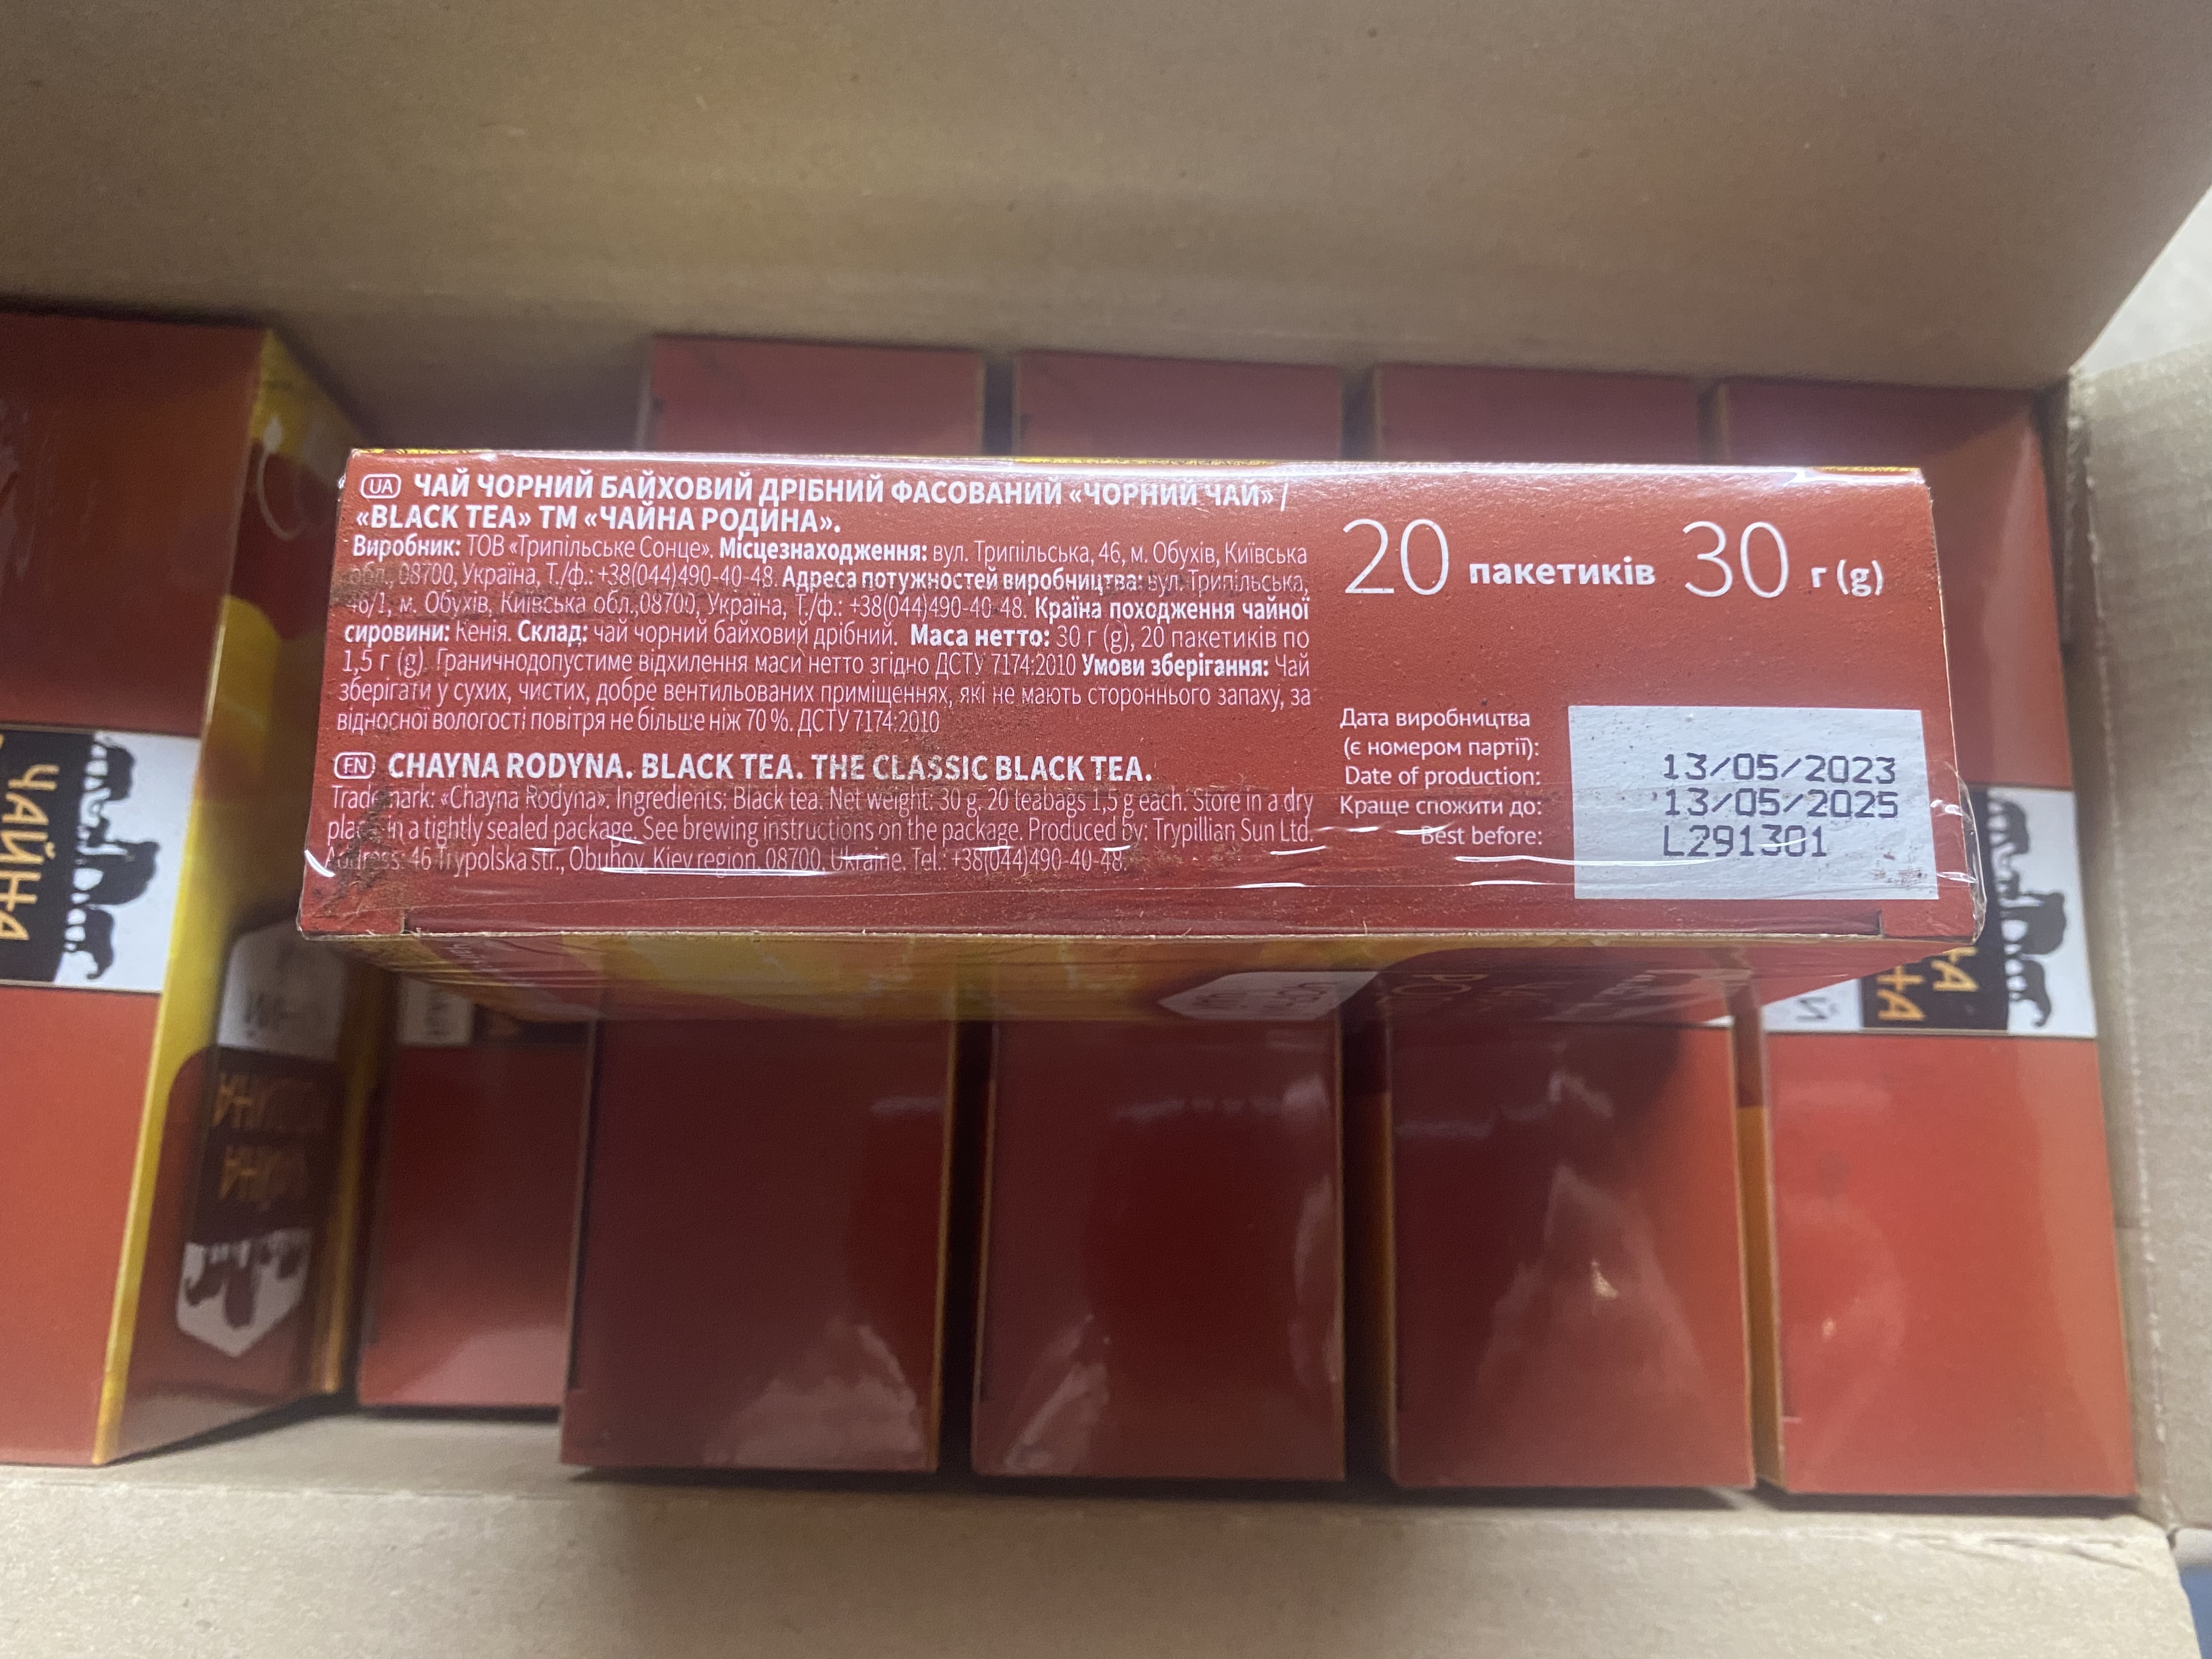 UA ЧАЙ ЧОРНИЙ БАЙХОВИЙ ДРІБНИЙ ФАСОВАНИЙ «ЧОРНИЙ ЧАЙ» /
«BLACK TEA» ТМ «ЧАЙНА РОДИНА».
Виробник: ТОВ «Трипільське Сонце». Місцезнаходження: вул. Трипільська, 46, м. Обухів, Київська
обл., 08700, Україна, Т./ф.: +38(044)490-40-48. Адреса потужностей виробництва: вул. Трипільська,
46/1, м. Обухів, Київська обл.,08700, Україна, Т./ф.: +38(044)490-40-48. Країна походження чайної
сировини: Кенія. Склад: чай чорний байховий дрібний. Маса нетто: 30 г (g), 20 пакетиків по
1,5 г (g). Граничнодопустиме відхилення маси нетто згідно ДСТУ 7174:2010 Умови зберігання: Чай
зберігати у сухих, чистих, добре вентильованих приміщеннях, які не мають стороннього запаху, за
відносної вологості повітря не більше ніж 70 %. ДСТУ 7174:2010
EN CHAYNA RODYNA. BLACK TEA. THE CLASSIC BLACK TEA.
Trademark: «Chayna Rodyna». Ingredients: Black tea. Net weight: 30 g. 20 teabags 1,5 g each. Store in a dry
place in a tightly sealed package. See brewing instructions on the package. Produced by: Trypillian Sun Ltd.
Address: 46 Trypolska str., Obuhov, Kiev region, 08700, Ukraine. Tel.: +38(044)490-40-48.
20 пакетиків 30 г (g)
Дата виробництва
(є номером партії):
Date of production:
Краще спожити до:
Best before:
13/05/2023
13/05/2025
L291301
ЧАЙНА
ЧАЙНА